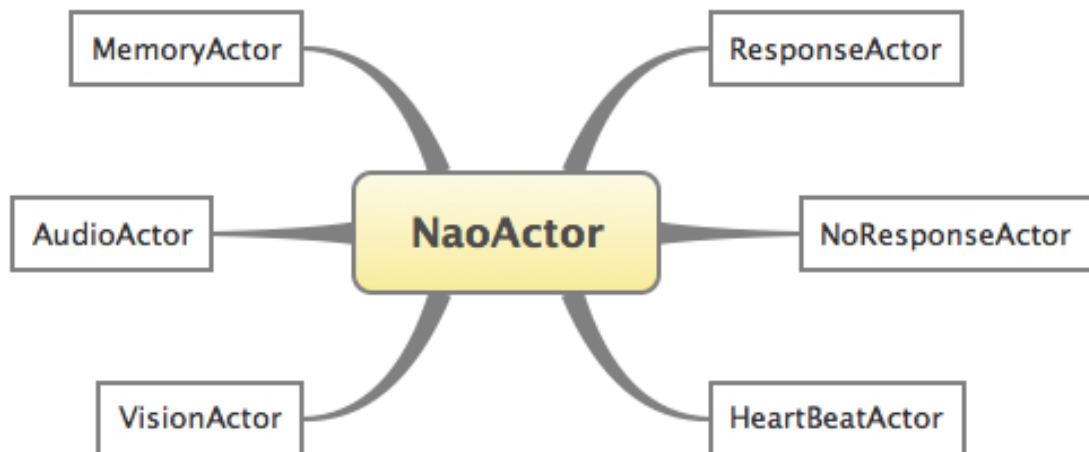 MemoryActor
ResponseActor
AudioActor
NaoActor
NoResponseActor
VisionActor
HeartBeatActor